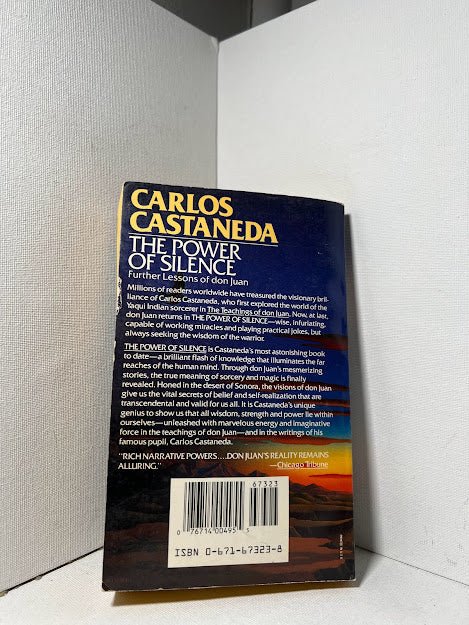 CARLOS
CASTANEDA
THE POWER
OF SILENCE
Further Lessons of don Juan
Millions of readers worldwide have treasured the visionary bril-
liance of Carlos Castaneda, who first explored the world of the
Yaqui Indian sorcerer in The Teachings of don Juan. Now, at last,
don Juan returns in THE POWER OF SILENCE—wise, infuriating,
capable of working miracles and playing practical jokes, but
always seeking the wisdom of the warrior.
THE POWER OF SILENCE is Castaneda's most astonishing book
to date—a brilliant flash of knowledge that illuminates the far
reaches of the human mind. Through don Juan's mesmerizing
stories, the true meaning of sorcery and magic is finally
revealed. Honed in the desert of Sonora, the visions of don Juan
give us the vital secrets of belief and self-realization that are
transcendental and valid for us all. It is Castaneda's unique
genius to show us that all wisdom, strength and power lie within
ourselves—unleashed with marvelous energy and imaginative
force in the teachings of don Juan—and in the writings of his
famous pupil, Carlos Castaneda.
"RICH NARRATIVE POWERS....DON JUAN'S REALITY REMAINS
ALLURING."
—Chicago Tribune
67323
0 76714 00495 5
ISBN 0-671-67323-8